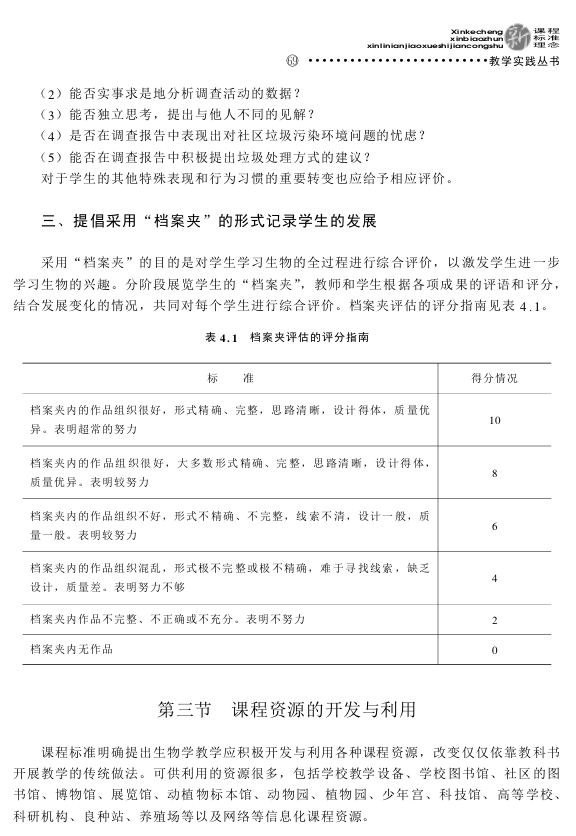 Xinkecheng
xinbiaozhun
xinlinianjiaoxueshijiancongshu
新
课程
标准
理念
69
教学实践丛书
（2）能否实事求是地分析调查活动的数据？
（3）能否独立思考，提出与他人不同的见解？
（4）是否在调查报告中表现出对社区垃圾污染环境问题的忧虑？
（5）能否在调查报告中积极提出垃圾处理方式的建议？
对于学生的其他特殊表现和行为习惯的重要转变也应给予相应评价。
三、提倡采用“档案夹”的形式记录学生的发展
采用“档案夹”的目的是对学生学习生物的全过程进行综合评价，以激发学生进一步
学习生物的兴趣。分阶段展览学生的“档案夹”，教师和学生根据各项成果的评语和评分，
结合发展变化的情况，共同对每个学生进行综合评价。档案夹评估的评分指南见表 4.1。
表 4.1　档案夹评估的评分指南
标　　准
得分情况
档案夹内的作品组织很好，形式精确、完整，思路清晰，设计得体，质量优
异。表明超常的努力
10
档案夹内的作品组织很好，大多数形式精确、完整，思路清晰，设计得体，
质量优异。表明较努力
8
档案夹内的作品组织不好，形式不精确、不完整，线索不清，设计一般，质
量一般。表明较努力
6
档案夹内的作品组织混乱，形式极不完整或极不精确，难于寻找线索，缺乏
设计，质量差。表明努力不够
4
档案夹内作品不完整、不正确或不充分。表明不努力
2
档案夹内无作品
0
第三节　课程资源的开发与利用
课程标准明确提出生物学教学应积极开发与利用各种课程资源，改变仅仅依靠教科书
开展教学的传统做法。可供利用的资源很多，包括学校教学设备、学校图书馆、社区的图
书馆、博物馆、展览馆、动植物标本馆、动物园、植物园、少年宫、科技馆、高等学校、
科研机构、良种站、养殖场等以及网络等信息化课程资源。